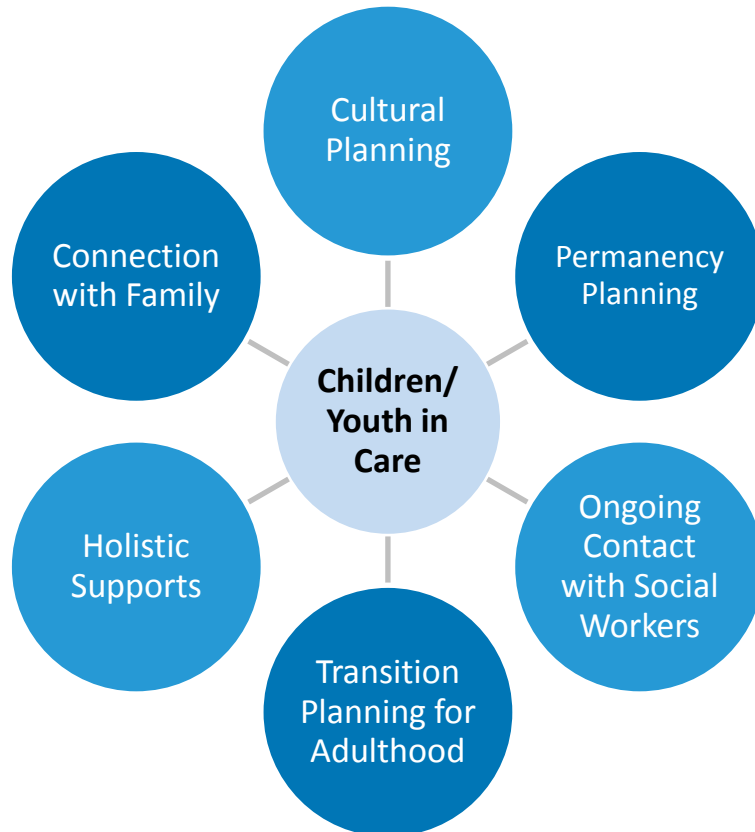 Cultural
Planning
Connection
with Family
Permanency
Planning
Children/
Youth in
Care
Holistic
Supports
Ongoing
Contact
with Social
Workers
Transition
Planning for
Adulthood